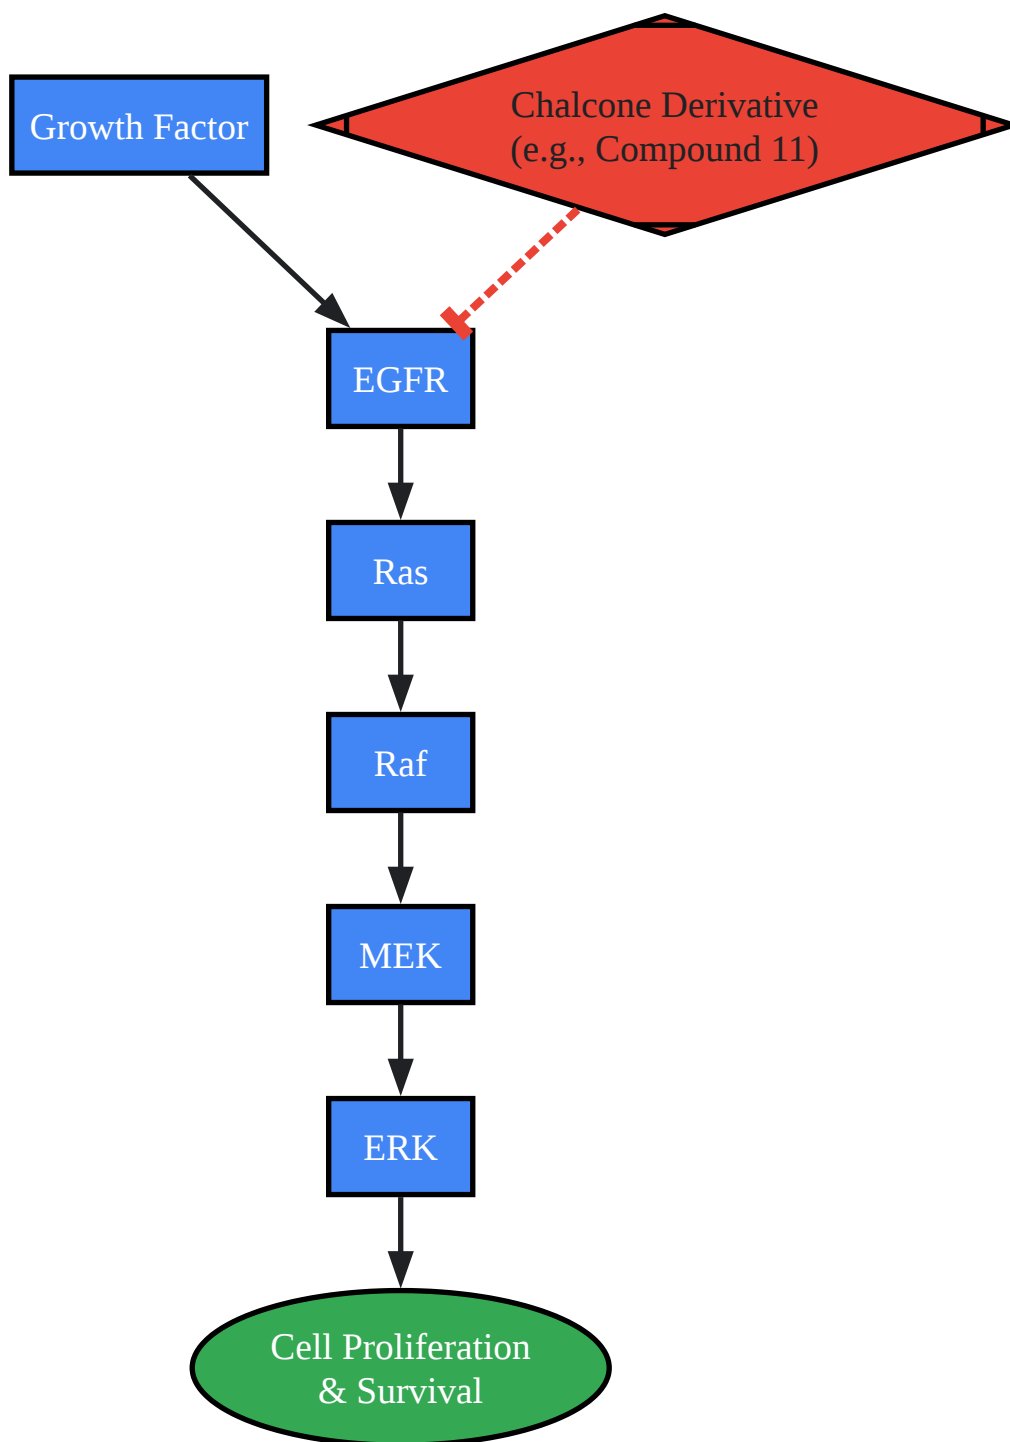 Growth Factor
Chalcone Derivative
(e.g., Compound 11)
EGFR
Ras
Raf
MEK
ERK
Cell Proliferation
& Survival